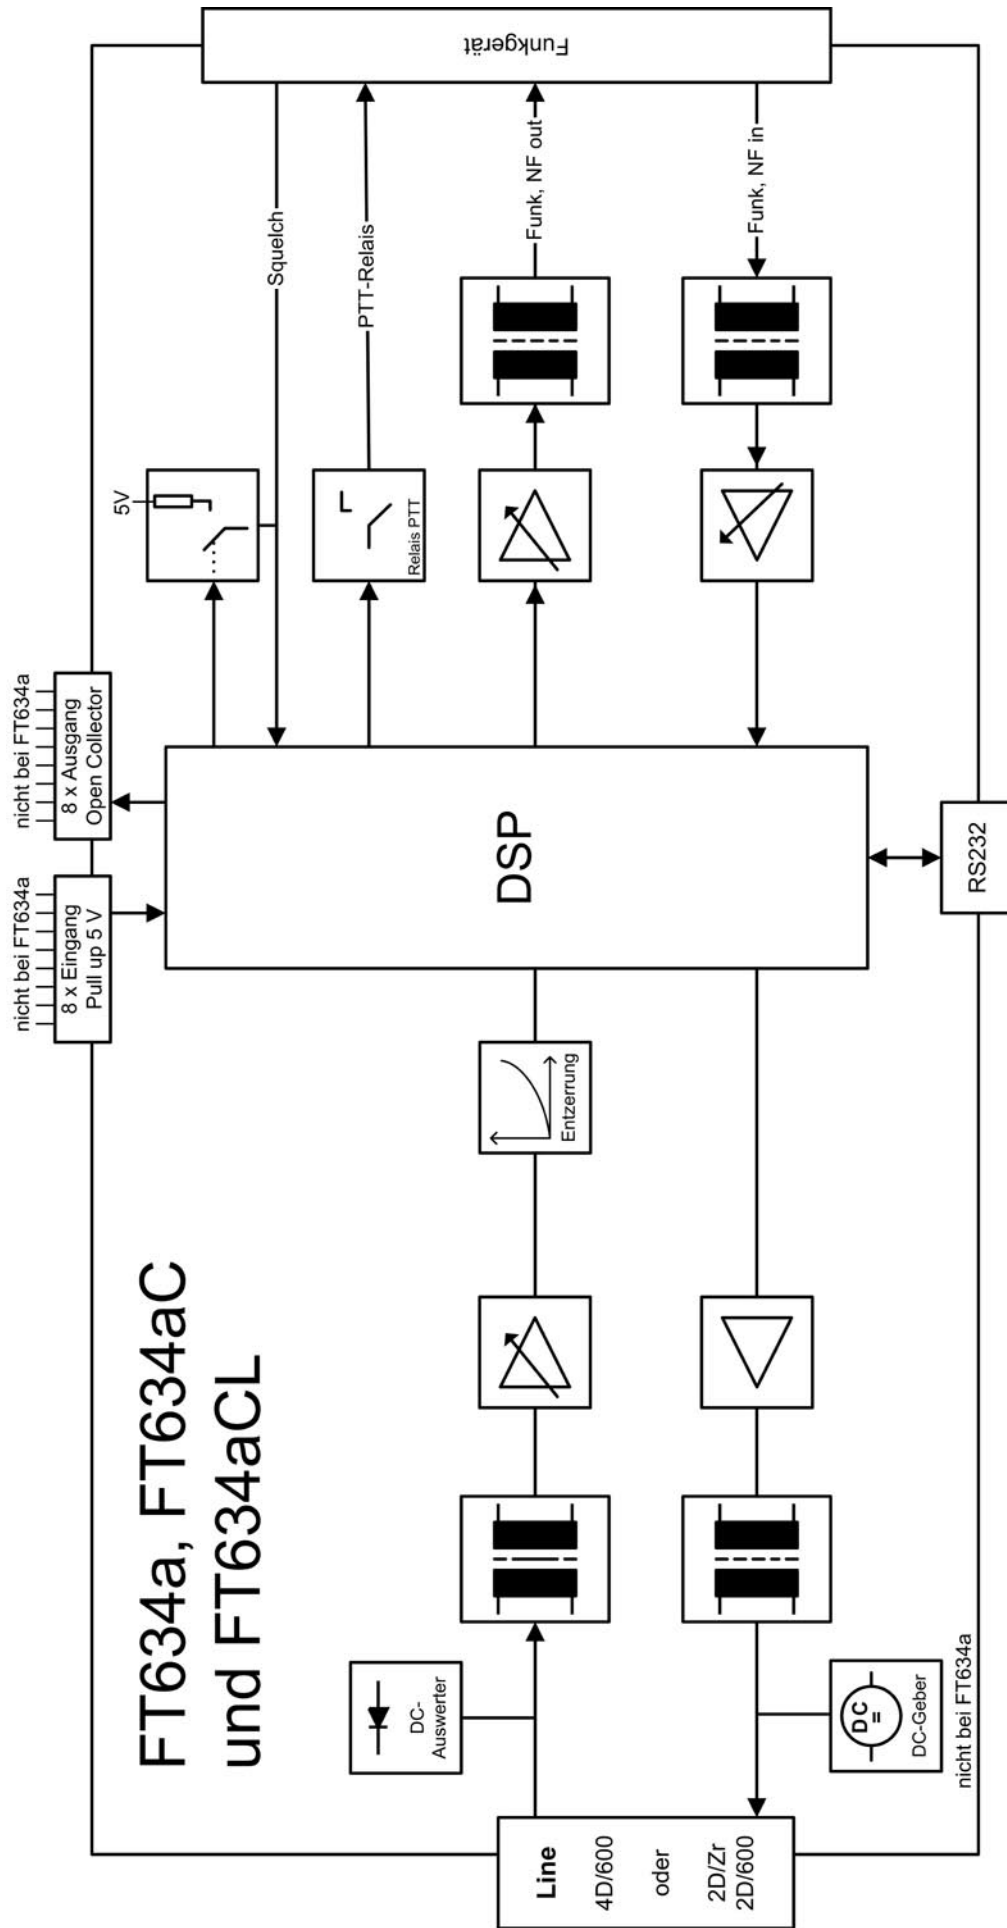 FT634a, FT634aC
und FT634aCL
nicht bei FT634a
8 x Eingang
Pull up 5 V
nicht bei FT634a
8 x Ausgang
Open Collector
5V
Squelch
Relais PTT
PTT-Relais
Funkgerät
DC-
Auswerter
Entzerrung
DSP
Funk, NF out
Line
4D/600
oder
2D/Zr
2D/600
Funk, NF in
DC
=
DC-Geber
nicht bei FT634a
RS232